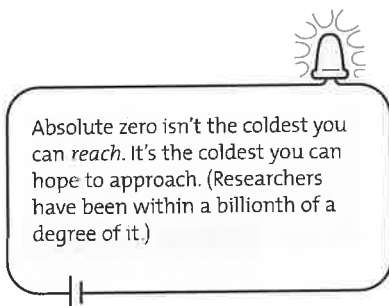 Absolute zero isn't the coldest you
can reach. It's the coldest you can
hope to approach. (Researchers
have been within a billionth of a
degree of it.)